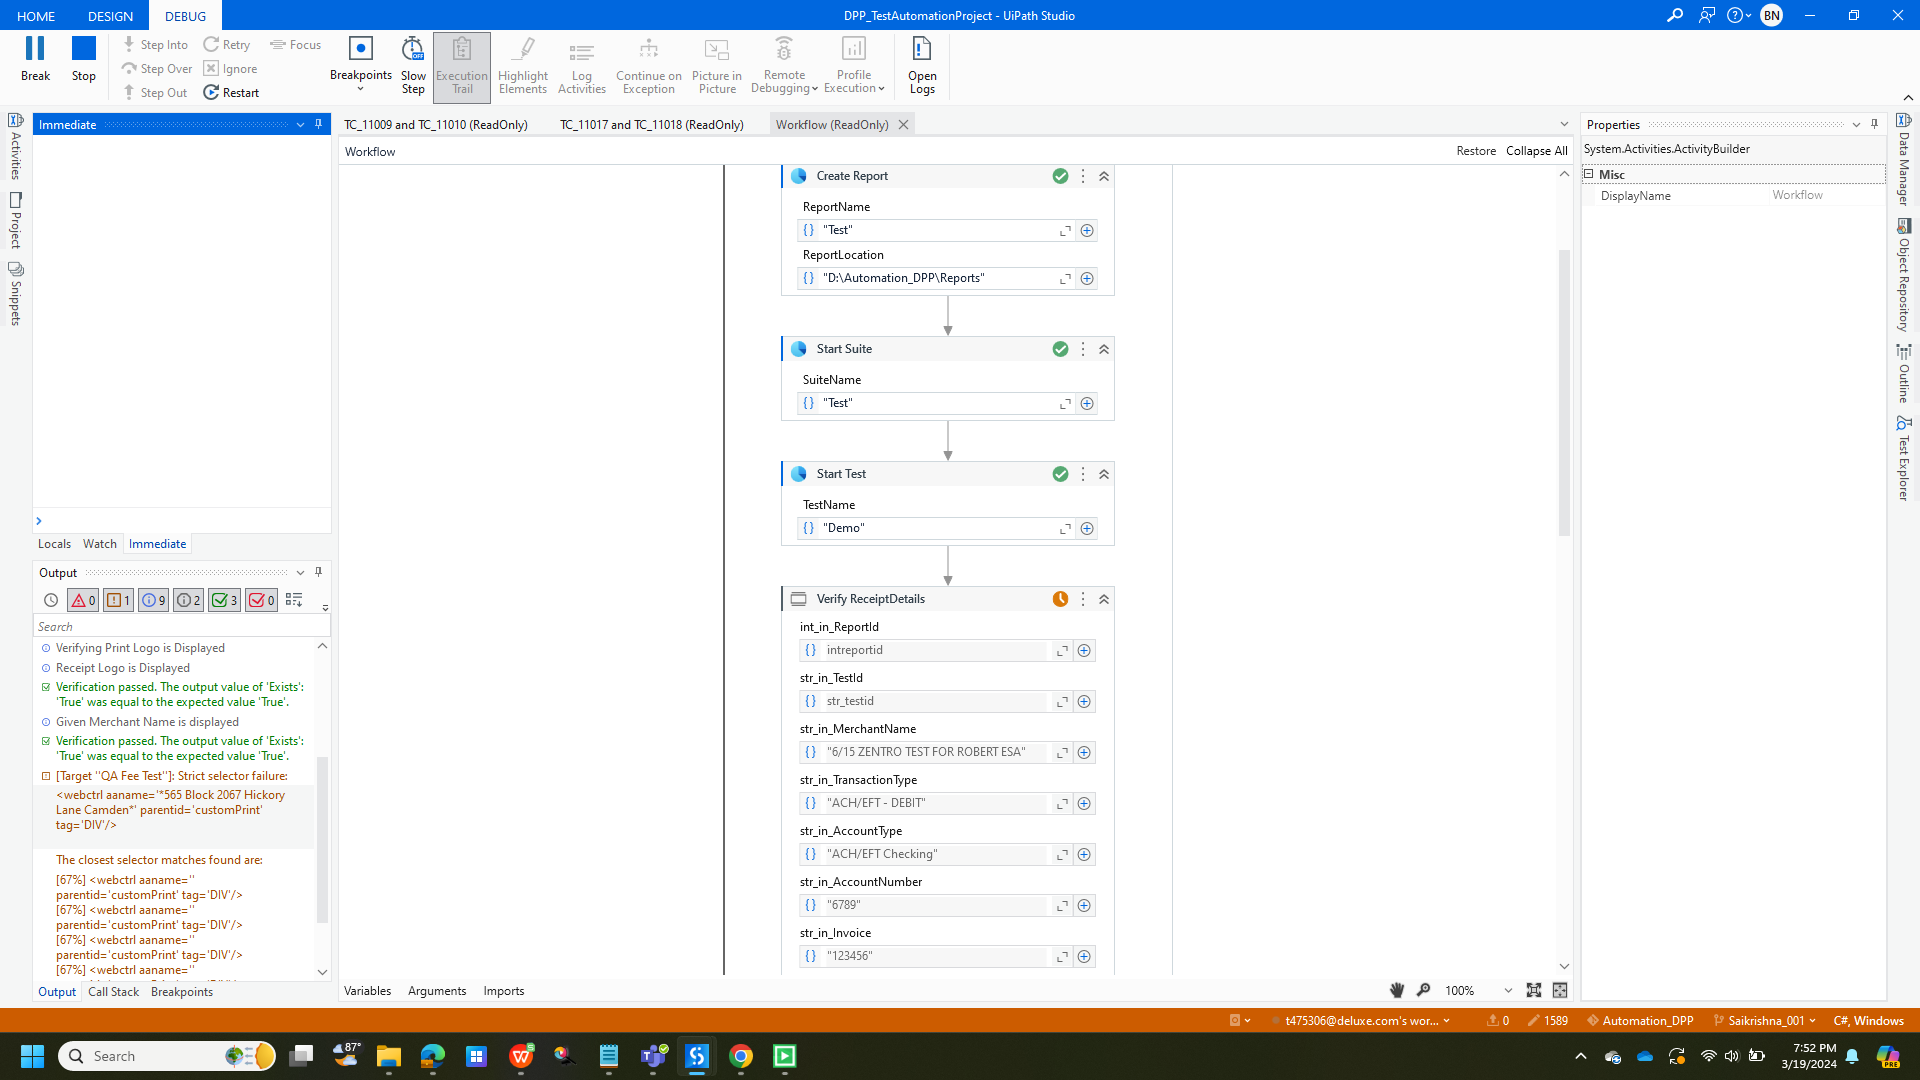 HOME DESIGN DEBUG
DPP_TestAutomationProject - UiPath Studio
BN
Break
Stop
Step Into
Step Over
Step Out
Retry
Ignore
Restart
Focus
Breakpoints
Slow Step
OFF
Execution Trail
Highlight Elements
Log Activities
Continue on Exception
Picture in Picture
Remote Debugging
Profile Execution
Open Logs
Activities
Project
Snippets
Immediate
Locals Watch Immediate
Output
0 1 9 2 3 0
Search
Verifying Print Logo is Displayed
Receipt Logo is Displayed
Verification passed. The output value of 'Exists':
'True' was equal to the expected value 'True'.
Given Merchant Name is displayed
Verification passed. The output value of 'Exists':
'True' was equal to the expected value 'True'.
[Target "QA Fee Test"]: Strict selector failure:
<webctrl aaname='*565 Block 2067 Hickory
Lane Camden*' parentid='customPrint'
tag='DIV'/>
The closest selector matches found are:
[67%] <webctrl aaname=''
parentid='customPrint' tag='DIV'/>
[67%] <webctrl aaname=''
parentid='customPrint' tag='DIV'/>
[67%] <webctrl aaname=''
parentid='customPrint' tag='DIV'/>
[67%] <webctrl aaname=''
Output Call Stack Breakpoints
TC_11009 and TC_11010 (ReadOnly) TC_11017 and TC_11018 (ReadOnly) Workflow (ReadOnly)
Workflow
Restore Collapse All
Create Report
ReportName
"Test"
ReportLocation
"D:\Automation_DPP\Reports"
Start Suite
SuiteName
"Test"
Start Test
TestName
"Demo"
Verify ReceiptDetails
int_in_ReportId
intreportid
str_in_TestId
str_testid
str_in_MerchantName
"6/15 ZENTRO TEST FOR ROBERT ESA"
str_in_TransactionType
"ACH/EFT - DEBIT"
str_in_AccountType
"ACH/EFT Checking"
str_in_AccountNumber
"6789"
str_in_Invoice
"123456"
Variables Arguments Imports
100%
Properties
System.Activities.ActivityBuilder
Misc
DisplayName Workflow
Data Manager
Object Repository
Outline
Test Explorer
t475306@deluxe.com's wor... 0 1589 Automation_DPP Saikrishna_001 C#, Windows
Search
87°
7:52 PM
3/19/2024
PRE